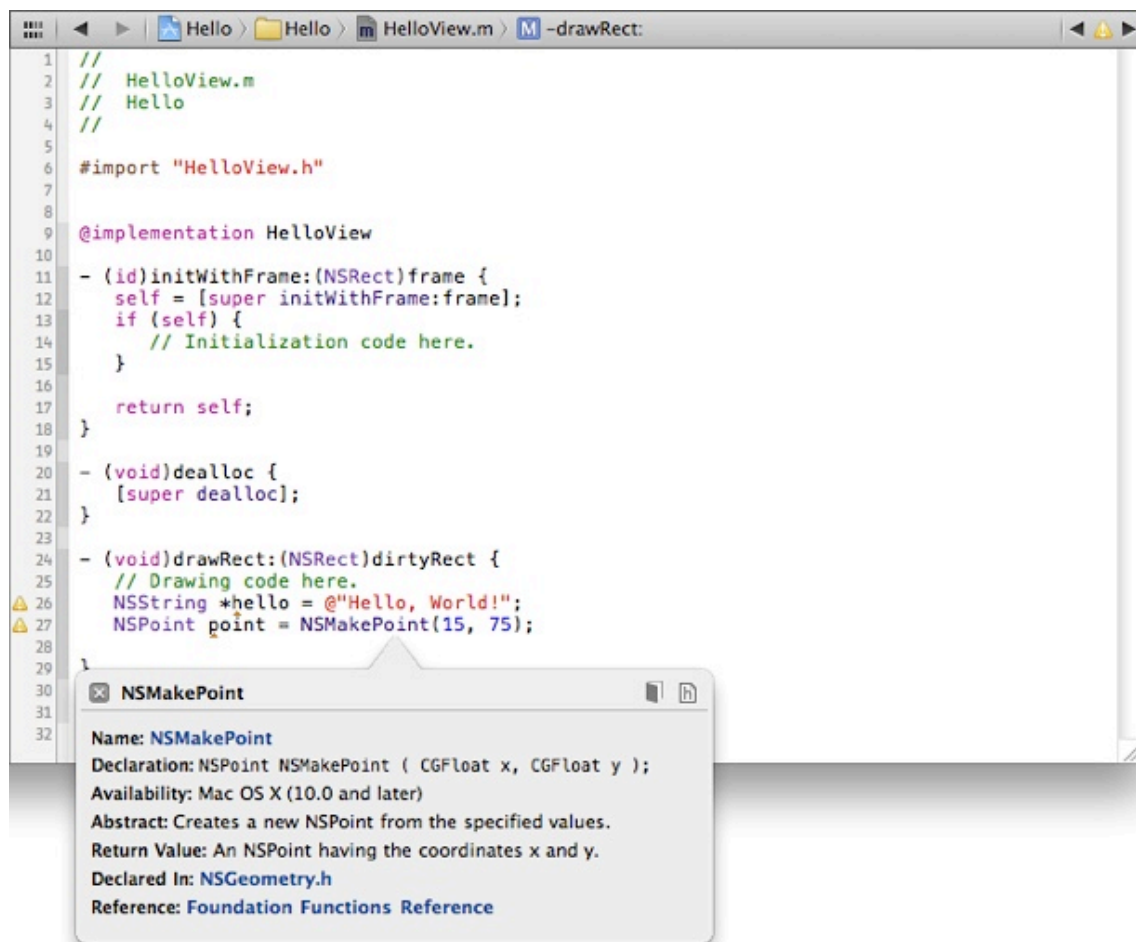 Hello Hello HelloView.m M -drawRect:
1 //
2 // HelloView.m
3 // Hello
4 //
5
6 #import "HelloView.h"
7
8
9 @implementation HelloView
10
11 - (id)initWithFrame:(NSRect)frame {
12 self = [super initWithFrame:frame];
13 if (self) {
14 // Initialization code here.
15 }
16
17 return self;
18 }
19
20 - (void)dealloc {
21 [super dealloc];
22 }
23
24 - (void)drawRect:(NSRect)dirtyRect {
25 // Drawing code here.
26 NSString *hello = @"Hello, World!";
27 NSPoint point = NSMakePoint(15, 75);
28
29 }
30 NSMakePoint h
31
32
Name: NSMakePoint
Declaration: NSPoint NSMakePoint ( CGFloat x, CGFloat y );
Availability: Mac OS X (10.0 and later)
Abstract: Creates a new NSPoint from the specified values.
Return Value: An NSPoint having the coordinates x and y.
Declared In: NSGeometry.h
Reference: Foundation Functions Reference